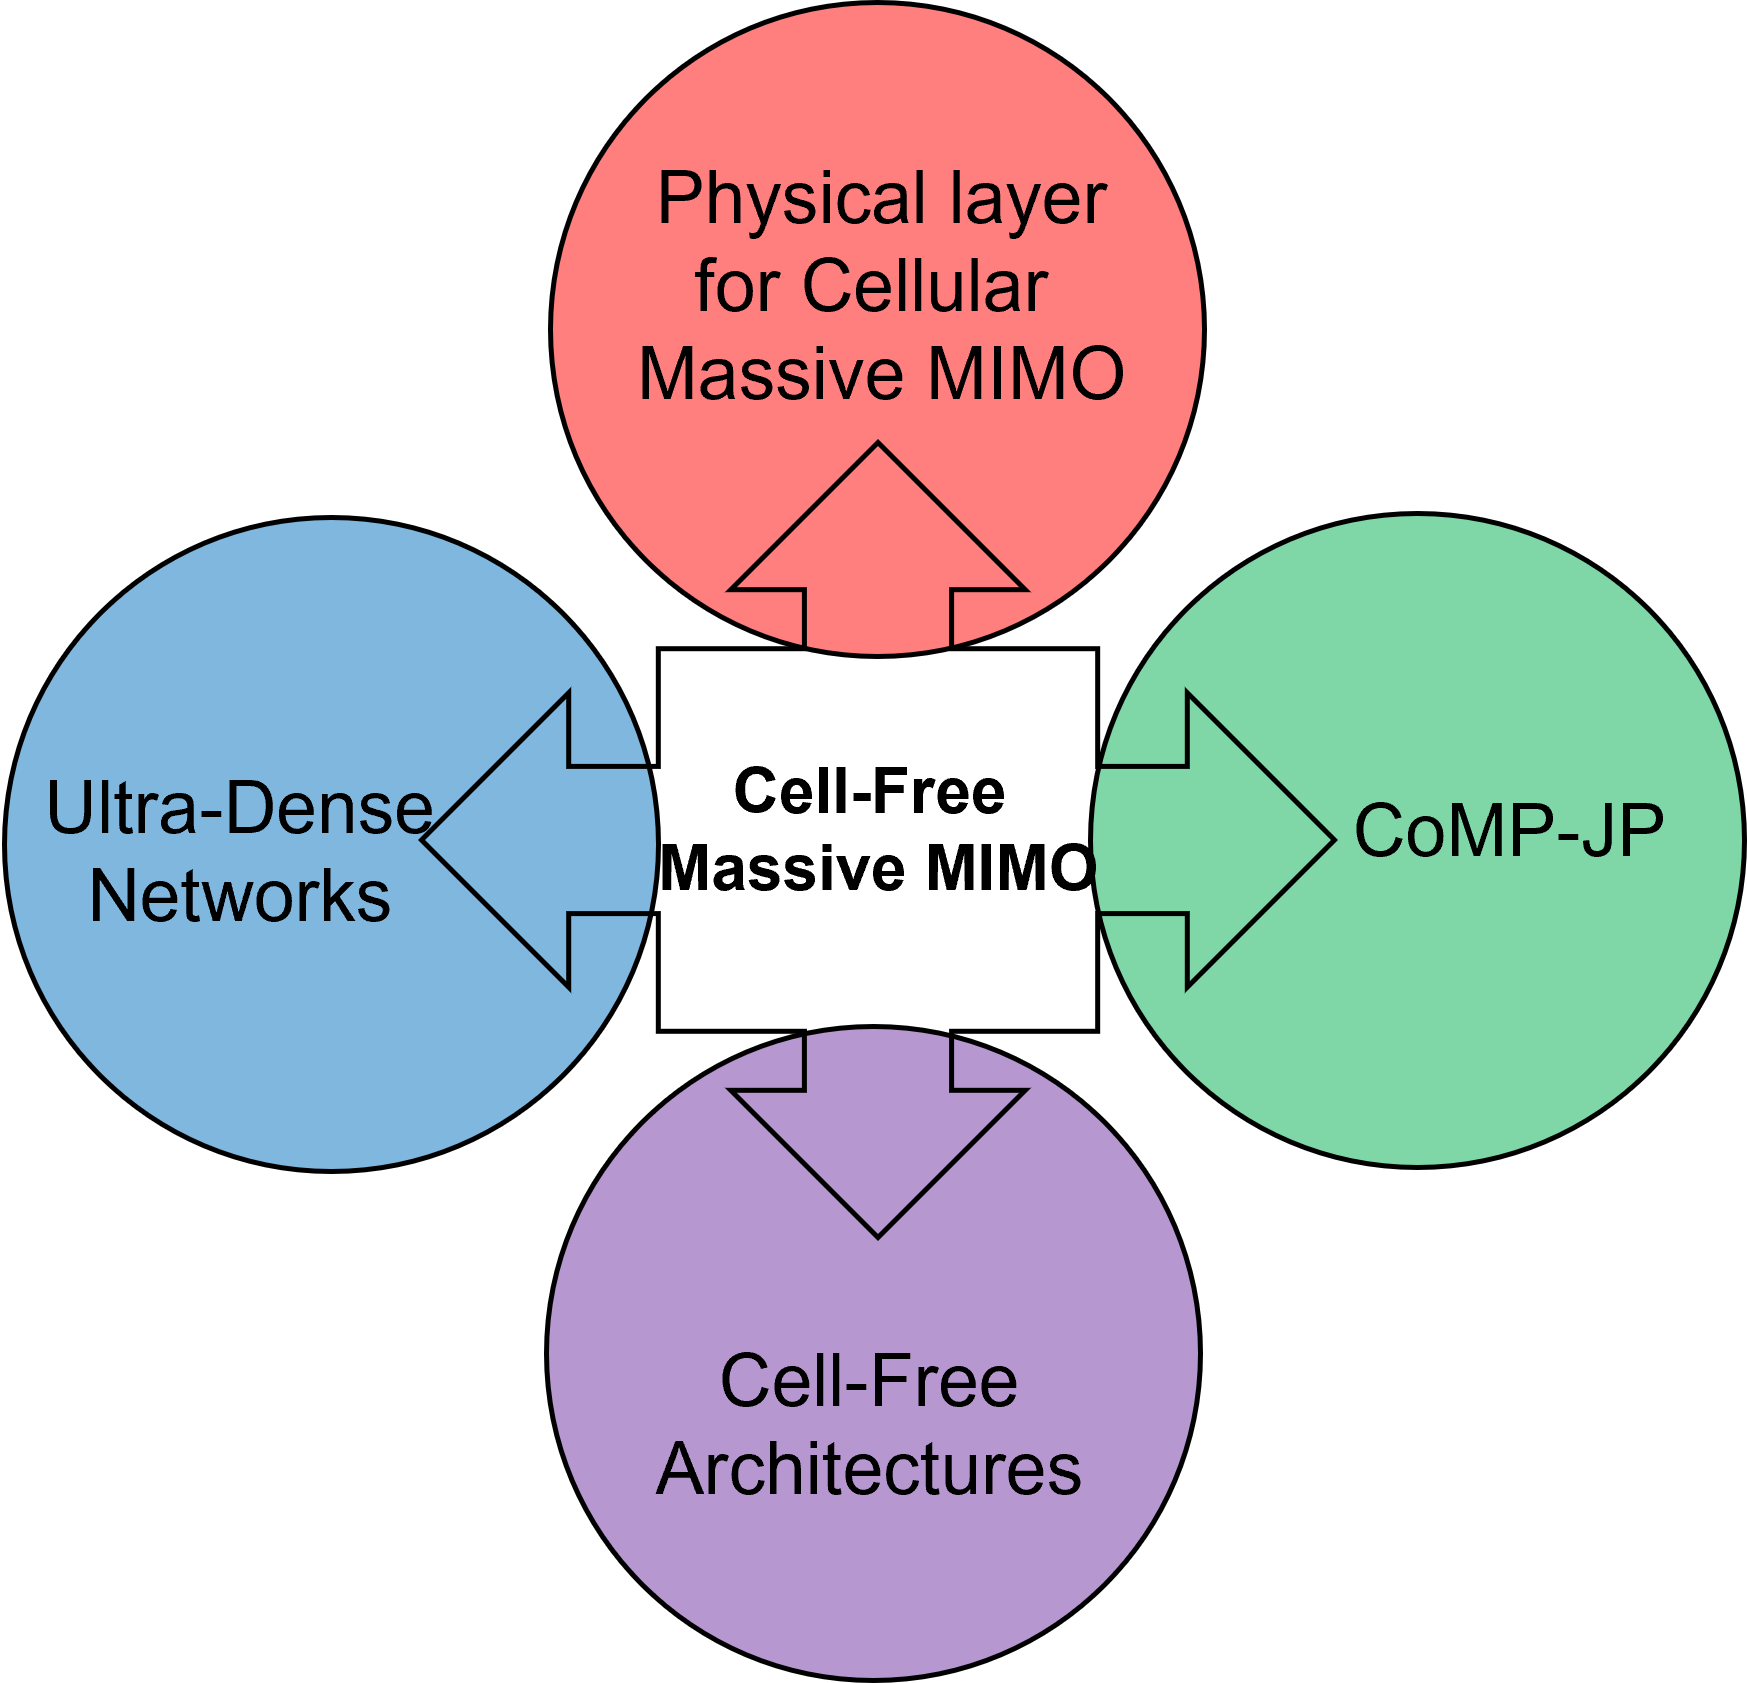 Physical layer
for Cellular
Massive MIMO
Ultra-Dense
Networks
Cell-Free
Massive MIMO
CoMP-JP
Cell-Free
Architectures